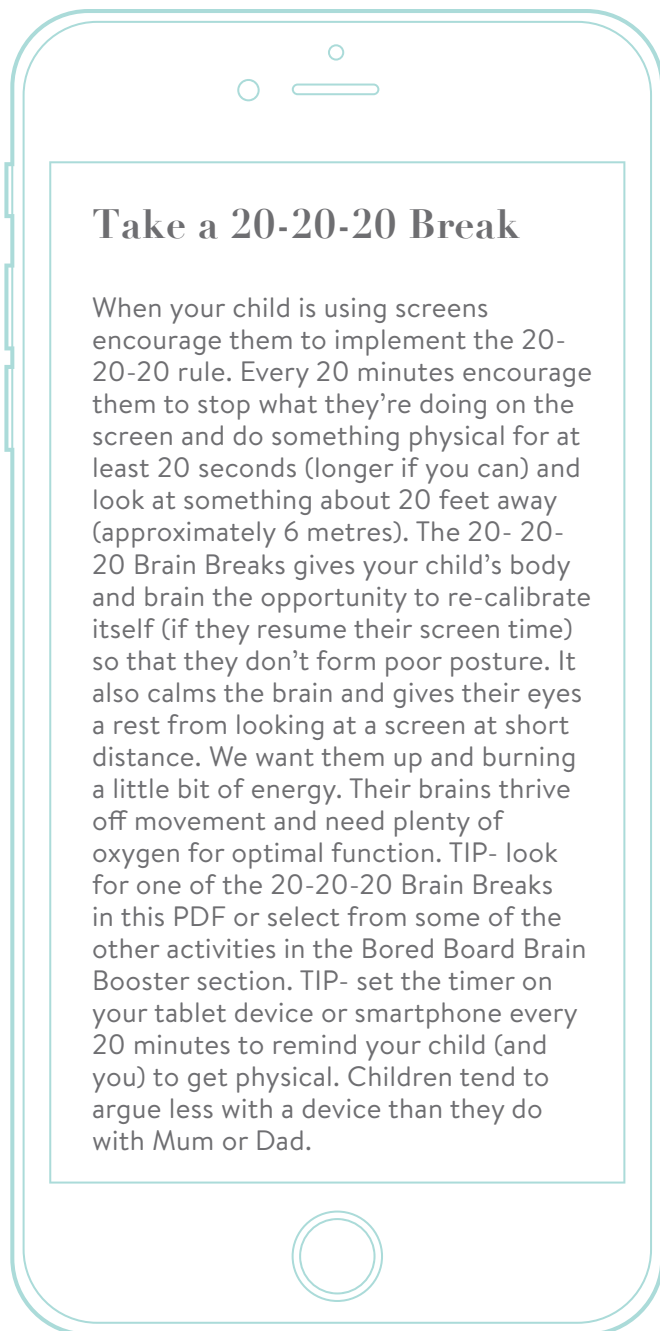 Take a 20-20-20 Break
When your child is using screens
encourage them to implement the 20-
20-20 rule. Every 20 minutes encourage
them to stop what they’re doing on the
screen and do something physical for at
least 20 seconds (longer if you can) and
look at something about 20 feet away
(approximately 6 metres). The 20- 20-
20 Brain Breaks gives your child’s body
and brain the opportunity to re-calibrate
itself (if they resume their screen time)
so that they don’t form poor posture. It
also calms the brain and gives their eyes
a rest from looking at a screen at short
distance. We want them up and burning
a little bit of energy. Their brains thrive
off movement and need plenty of
oxygen for optimal function. TIP- look
for one of the 20-20-20 Brain Breaks
in this PDF or select from some of the
other activities in the Bored Board Brain
Booster section. TIP- set the timer on
your tablet device or smartphone every
20 minutes to remind your child (and
you) to get physical. Children tend to
argue less with a device than they do
with Mum or Dad.